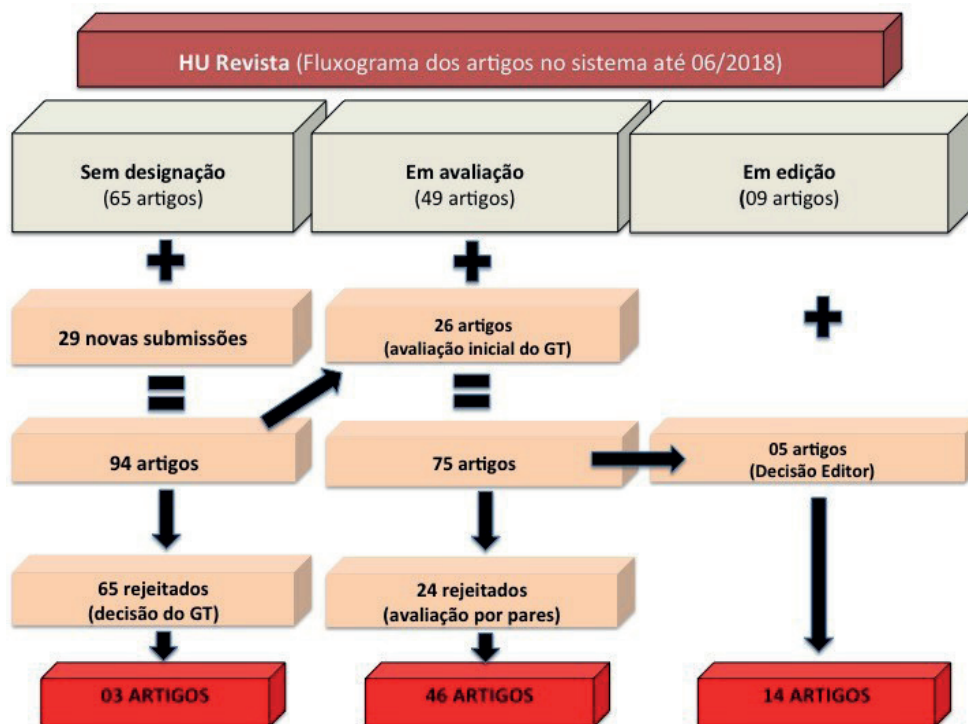 HU Revista (Fluxograma dos artigos no sistema até 06/2018)
Sem designação
(65 artigos)
Em avaliação
(49 artigos)
Em edição
(09 artigos)
29 novas submissões
26 artigos
(avaliação inicial do GT)
94 artigos
75 artigos
05 artigos
(Decisão Editor)
65 rejeitados
(decisão do GT)
24 rejeitados
(avaliação por pares)
03 ARTIGOS
46 ARTIGOS
14 ARTIGOS